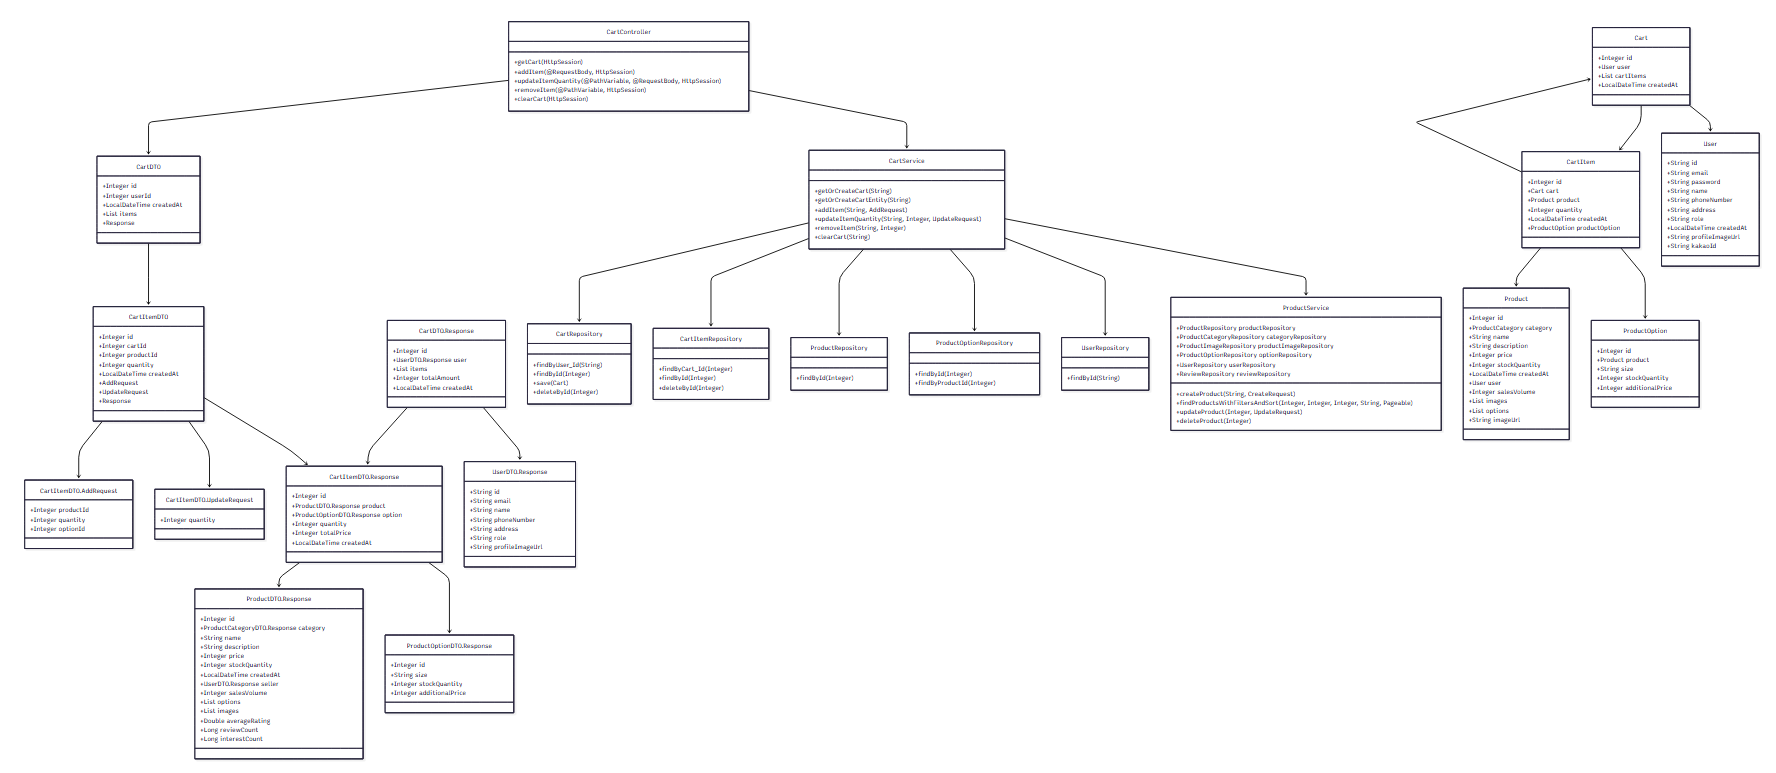 CartController
+getCart(HttpSession)
+addItem(@RequestBody, HttpSession)
+updateItemQuantity(@PathVariable, @RequestBody, HttpSession)
+removeItem(@PathVariable, HttpSession)
+clearCart(HttpSession)
Cart
+Integer id
+User user
+List cartItems
+LocalDateTime createdAt
CartDTO
+Integer id
+Integer userId
+LocalDateTime createdAt
+List items
+Response
CartService
+getOrCreateCart(String)
+getOrCreateCartEntity(String)
+addItem(String, AddRequest)
+updateItemQuantity(String, Integer, UpdateRequest)
+removeItem(String, Integer)
+clearCart(String)
CartItem
+Integer id
+Cart cart
+Product product
+Integer quantity
+LocalDateTime createdAt
+ProductOption productOption
User
+String id
+String email
+String password
+String name
+String phoneNumber
+String address
+String role
+LocalDateTime createdAt
+String profileImageUrl
+String kakaoId
CartItemDTO
+Integer id
+Integer cartId
+Integer productId
+Integer quantity
+LocalDateTime createdAt
+AddRequest
+UpdateRequest
+Response
CartDTO.Response
+Integer id
+UserDTO.Response user
+List items
+Integer totalAmount
+LocalDateTime createdAt
CartRepository
+findByUser_Id(String)
+findById(Integer)
+save(Cart)
+deleteById(Integer)
CartItemRepository
+findByCart_Id(Integer)
+findById(Integer)
+deleteById(Integer)
ProductRepository
+findById(Integer)
ProductOptionRepository
+findById(Integer)
+findByProductId(Integer)
UserRepository
+findById(String)
ProductService
+ProductRepository productRepository
+ProductCategoryRepository categoryRepository
+ProductImageRepository productImageRepository
+ProductOptionRepository optionRepository
+UserRepository userRepository
+ReviewRepository reviewRepository
+createProduct(String, CreateRequest)
+findProductsWithFiltersAndSort(Integer, Integer, Integer, String, Pageable)
+updateProduct(Integer, UpdateRequest)
+deleteProduct(Integer)
Product
+Integer id
+ProductCategory category
+String name
+String description
+Integer price
+Integer stockQuantity
+LocalDateTime createdAt
+User user
+Integer salesVolume
+List images
+List options
+String imageUrl
ProductOption
+Integer id
+Product product
+String size
+Integer stockQuantity
+Integer additionalPrice
CartItemDTO.AddRequest
+Integer productId
+Integer quantity
+Integer optionId
CartItemDTO.UpdateRequest
+Integer quantity
CartItemDTO.Response
+Integer id
+ProductDTO.Response product
+ProductOptionDTO.Response option
+Integer quantity
+Integer totalPrice
+LocalDateTime createdAt
UserDTO.Response
+String id
+String email
+String name
+String phoneNumber
+String address
+String role
+String profileImageUrl
ProductDTO.Response
+Integer id
+ProductCategoryDTO.Response category
+String name
+String description
+Integer price
+Integer stockQuantity
+LocalDateTime createdAt
+UserDTO.Response seller
+Integer salesVolume
+List options
+List images
+Double averageRating
+Long reviewCount
+Long interestCount
ProductOptionDTO.Response
+Integer id
+String size
+Integer stockQuantity
+Integer additionalPrice